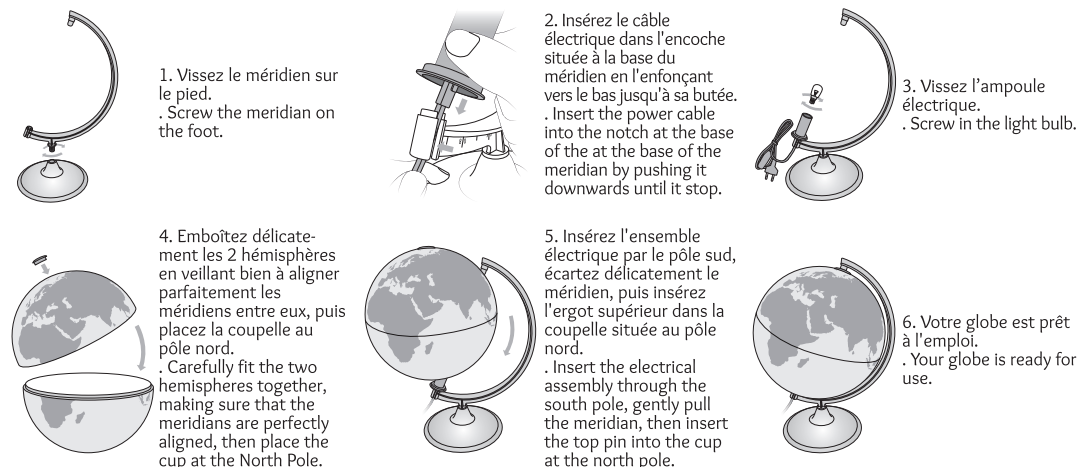 1. Vissez le méridien sur
le pied.
. Screw the meridian on
the foot.
2. Insérez le câble
électrique dans l'encoche
située à la base du
méridien en l'enfonçant
vers le bas jusqu'à sa butée.
. Insert the power cable
into the notch at the base
of the at the base of the
meridian by pushing it
downwards until it stop.
3. Vissez l’ampoule
électrique.
. Screw in the light bulb.
4. Emboîtez délicate-
ment les 2 hémisphères
en veillant bien à aligner
parfaitement les
méridiens entre eux, puis
placez la coupelle au
pôle nord.
. Carefully fit the two
hemispheres together,
making sure that the
meridians are perfectly
aligned, then place the
cup at the North Pole.
5. Insérez l'ensemble
électrique par le pôle sud,
écartez délicatement le
méridien, puis insérez
l'ergot supérieur dans la
coupelle située au pôle
nord.
. Insert the electrical
assembly through the
south pole, gently pull
the meridian, then insert
the top pin into the cup
at the north pole.
6. Votre globe est prêt
à l'emploi.
. Your globe is ready for
use.